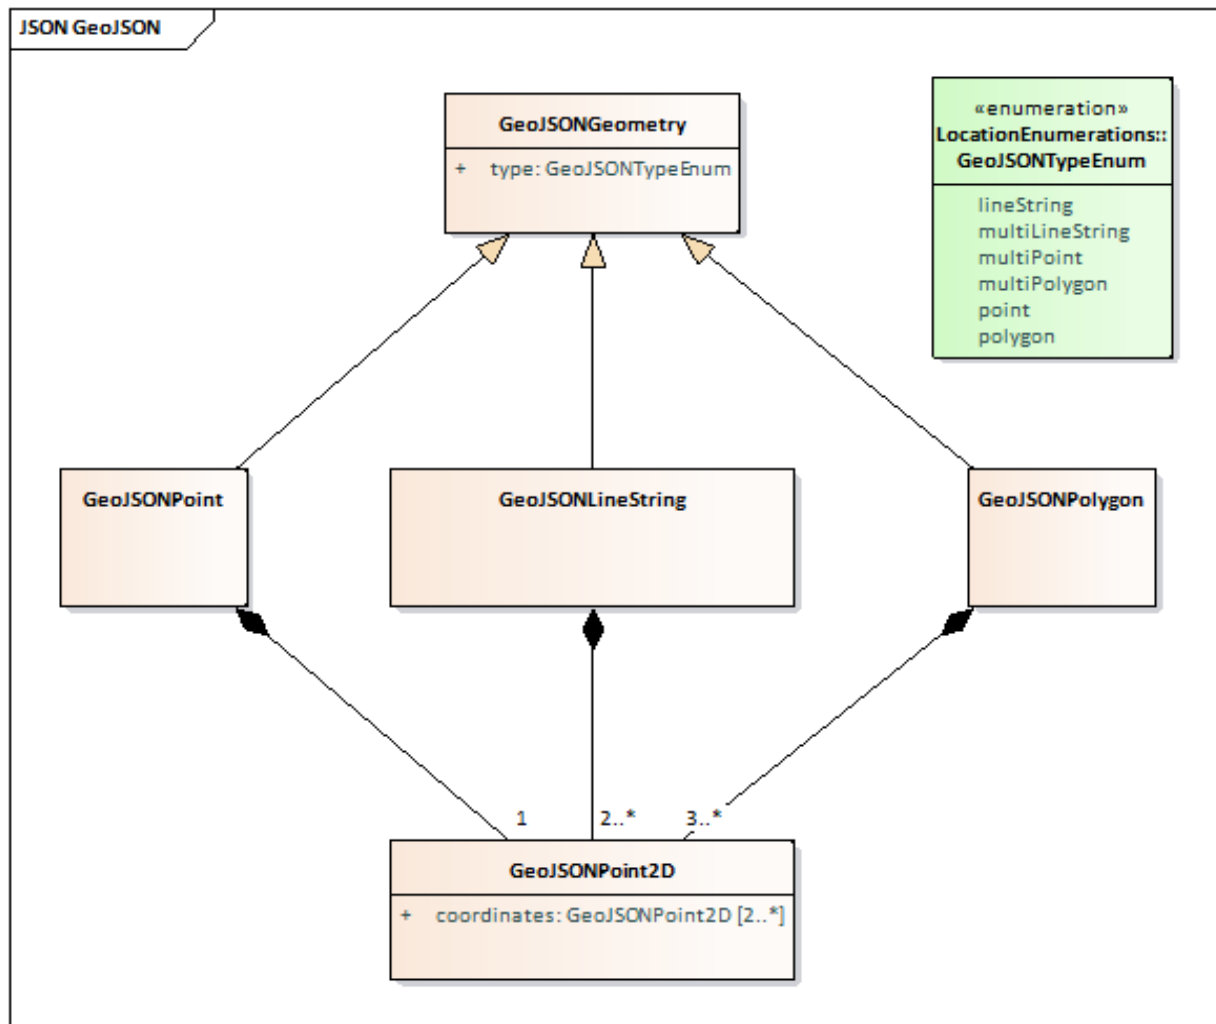 JSON GeoJSON
GeoJSONGeometry
+ type: GeoJSONTypeEnum
«enumeration»
LocationEnumerations::
GeoJSONTypeEnum
lineString
multiLineString
multiPoint
multiPolygon
point
polygon
GeoJSONPoint
GeoJSONLineString
GeoJSONPolygon
1
2..*
3..*
GeoJSONPoint2D
+ coordinates: GeoJSONPoint2D [2..*]